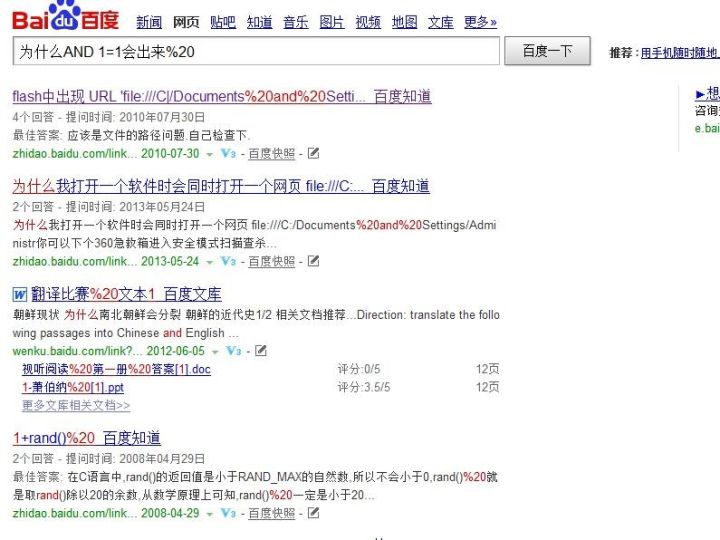 Bai du 百度 新闻 网页 贴吧 知道 音乐 图片 视频 地图 文库 更多»
为什么AND 1=1会出来%20 百度一下 推荐：用手机随时随地
►想
flash中出现 URL 'file:///C|/Documents%20and%20Setti... 百度知道
咨询
4个回答 - 提问时间: 2010年07月30日
e.bai
最佳答案: 应该是文件的路径问题.自己检查下.
zhidao.baidu.com/link... 2010-07-30 V3 - 百度快照 -
为什么我打开一个软件时会同时打开一个网页 file:///C:... 百度知道
2个回答 - 提问时间: 2013年05月24日
为什么我打开一个软件时会同时打开一个网页 file:///C:/Documents%20and%20Settings/Admi
nistr你可以下个360急救箱进入安全模式扫描查杀...
zhidao.baidu.com/link... 2013-05-24 V3 - 百度快照 -
W 翻译比赛%20文本1 百度文库
朝鲜现状 为什么南北朝鲜会分裂 朝鲜的近代史1/2 相关文档推荐...Direction: translate the follo
wing passages into Chinese and English ...
wenku.baidu.com/link?... 2012-06-05 V3 -
视听阅读%20第一册%20答案[1].doc 评分:0/5 12页
1-萧伯纳%20[1].ppt 评分:3.5/5 12页
更多文库相关文档>>
1+rand()%20 百度知道
2个回答 - 提问时间: 2008年04月29日
最佳答案: 在C语言中,rand()的返回值是小于RAND_MAX的自然数,所以不会小于0,rand()%20就
是取rand()除以20的余数,从数学原理上可知,rand()%20一定是小于20...
zhidao.baidu.com/link... 2008-04-29 V3 - 百度快照 -